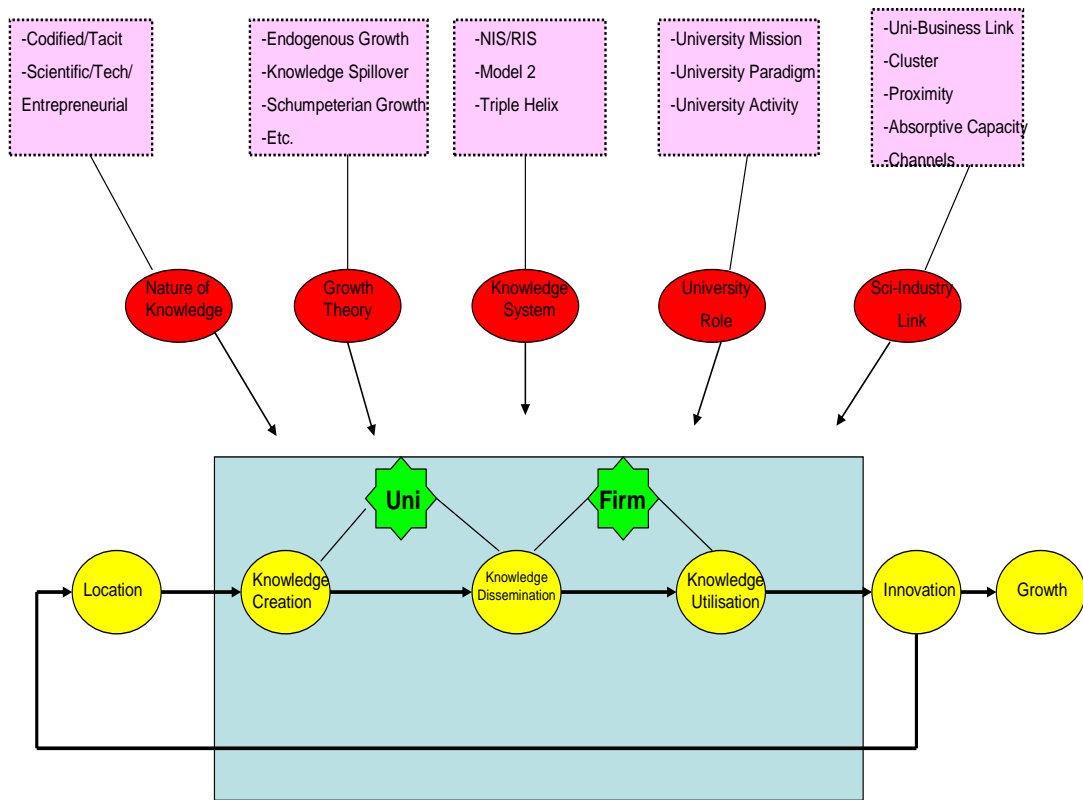 -Codified/Tacit
-Scientific/Tech/
Entrepreneurial
-Endogenous Growth
-Knowledge Spillover
-Schumpeterian Growth
-Etc.
-NIS/RIS
-Model 2
-Triple Helix
-University Mission
-University Paradigm
-University Activity
-Uni-Business Link
-Cluster
-Proximity
-Absorptive Capacity
-Channels
Nature of
Knowledge
Growth
Theory
Knowledge
System
University
Role
Sci-Industry
Link
Uni
Firm
Location
Knowledge
Creation
Knowledge
Dissemination
Knowledge
Utilisation
Innovation
Growth